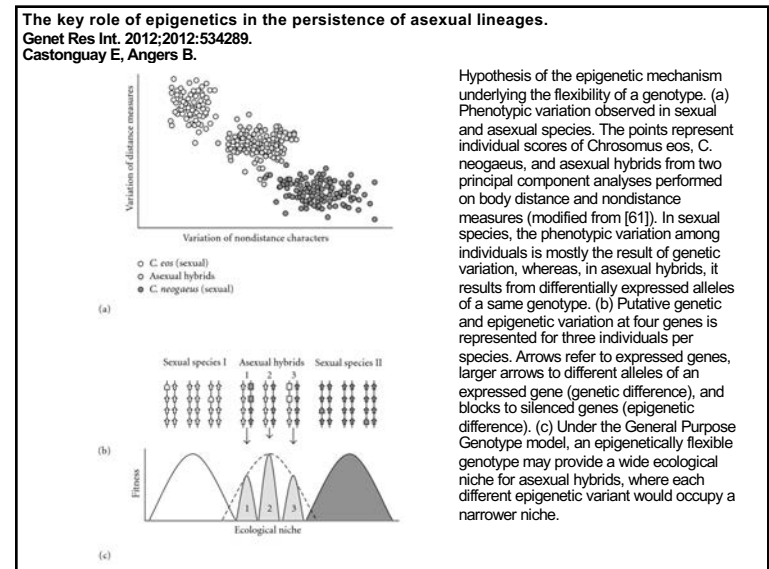 The key role of epigenetics in the persistence of asexual lineages.
Genet Res Int. 2012;2012:534289.
Castonguay E, Angers B.
Variation of distance measures
Variation of nondistance characters
C. eos (sexual)
Asexual hybrids
C. neogaeus (sexual)
(a)
Sexual species I Asexual hybrids Sexual species II
1 2 3
(b)
Fitness
1 2 3
Ecological niche
(c)
Hypothesis of the epigenetic mechanism
underlying the flexibility of a genotype. (a)
Phenotypic variation observed in sexual
and asexual species. The points represent
individual scores of Chrosomus eos, C.
neogaeus, and asexual hybrids from two
principal component analyses performed
on body distance and nondistance
measures (modified from [61]). In sexual
species, the phenotypic variation among
individuals is mostly the result of genetic
variation, whereas, in asexual hybrids, it
results from differentially expressed alleles
of a same genotype. (b) Putative genetic
and epigenetic variation at four genes is
represented for three individuals per
species. Arrows refer to expressed genes,
larger arrows to different alleles of an
expressed gene (genetic difference), and
blocks to silenced genes (epigenetic
difference). (c) Under the General Purpose
Genotype model, an epigenetically flexible
genotype may provide a wide ecological
niche for asexual hybrids, where each
different epigenetic variant would occupy a
narrower niche.